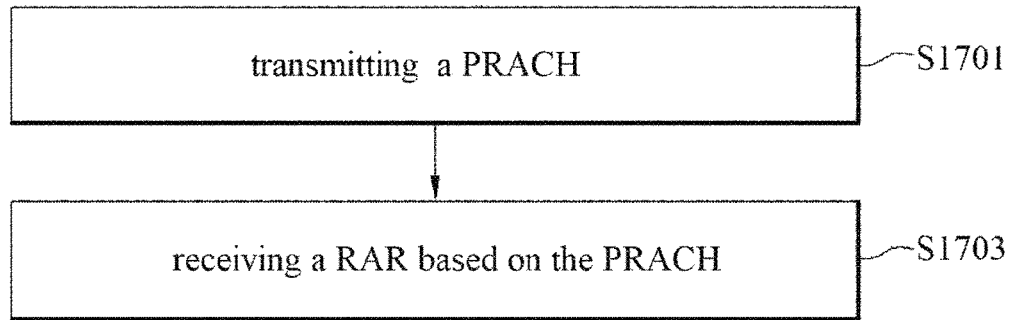 transmitting a PRACH
S1701
receiving a RAR based on the PRACH
S1703